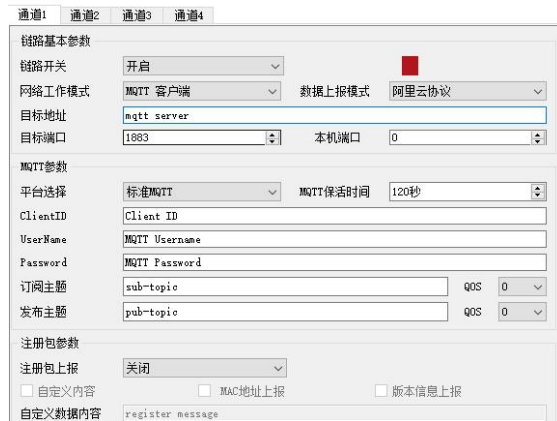 通道1 通道2 通道3 通道4
链路基本参数
链路开关 开启
网络工作模式 MQTT 客户端 数据上报模式 阿里云协议
目标地址 mqtt server
目标端口 1883 本机端口 0
MQTT参数
平台选择 标准MQTT MQTT保活时间 120秒
ClientID Client ID
UserName MQTT Username
Password MQTT Password
订阅主题 sub-topic QOS 0
发布主题 pub-topic QOS 0
注册包参数
注册包上报 关闭
自定义内容 MAC地址上报 版本信息上报
自定义数据内容 register message